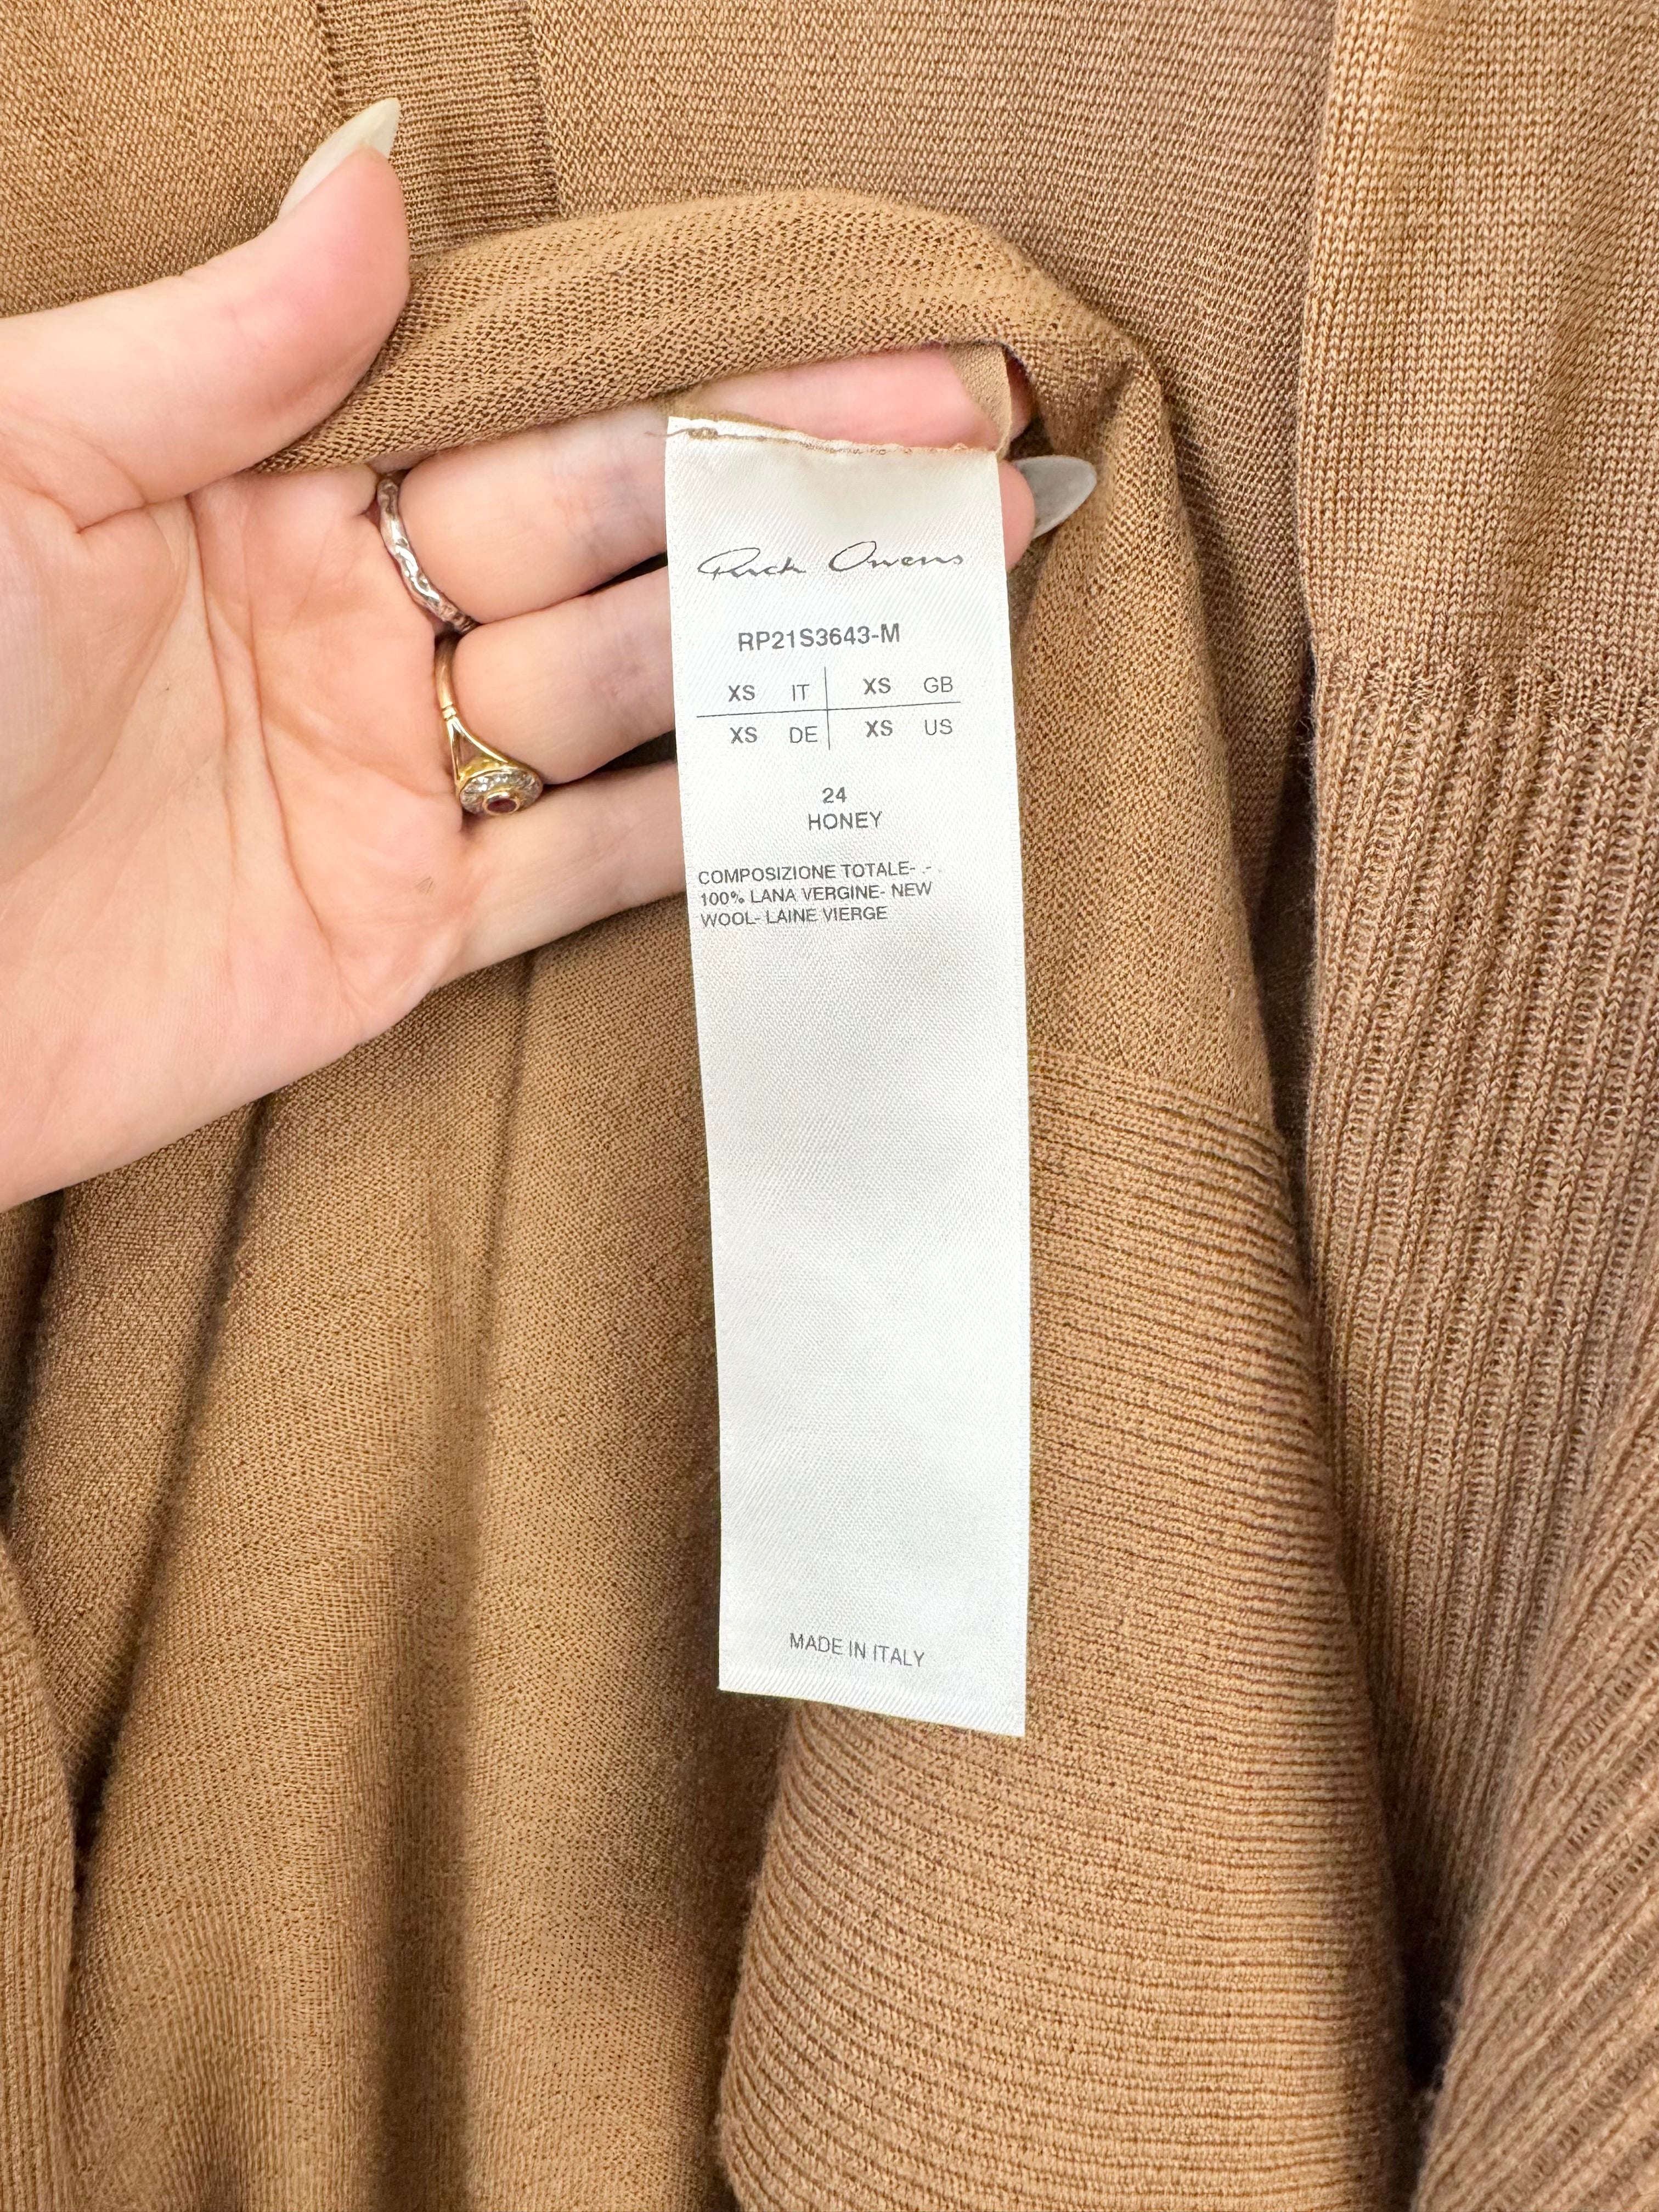 Rick Owens
RP21S3643-M
XS IT XS GB
XS DE XS US
24
HONEY
COMPOSIZIONE TOTALE- .- .
100% LANA VERGINE- NEW
WOOL- LAINE VIERGE
MADE IN ITALY